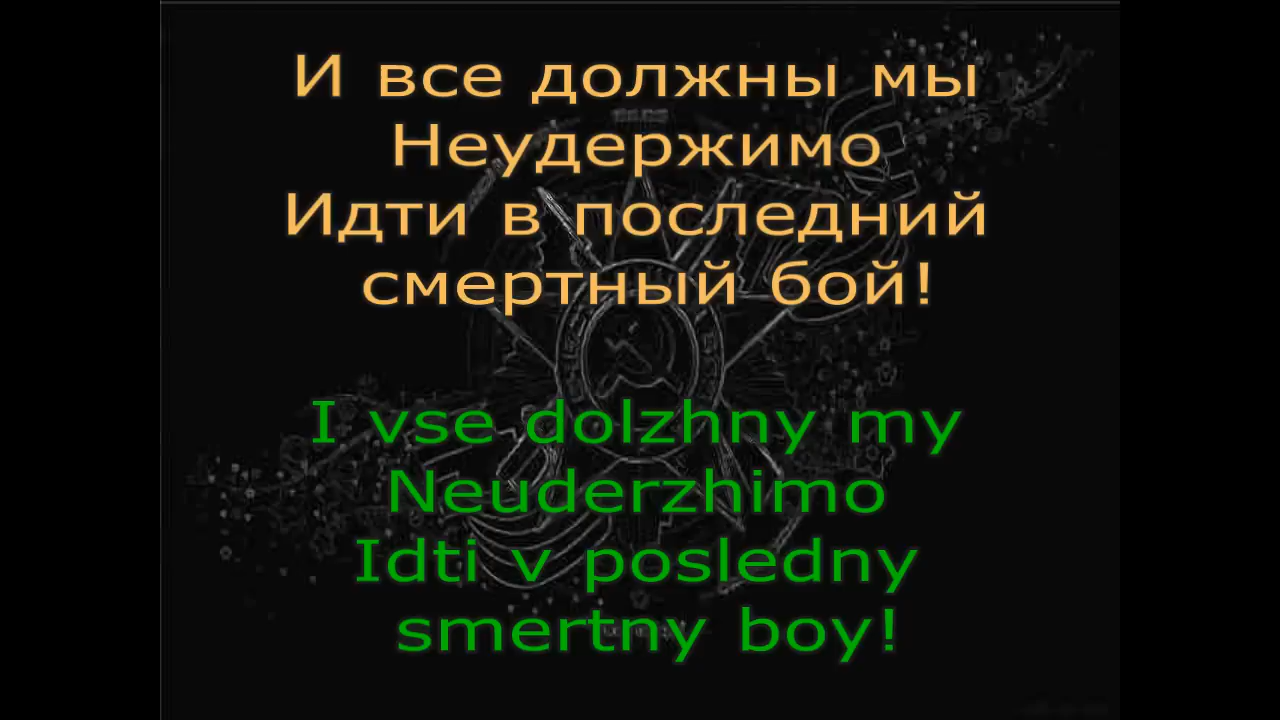 И все должны мы
Неудержимо
Идти в последний
смертный бой!
I vse dolzhny my
Neuderzhimo
Idti v posledny
smertny boy!